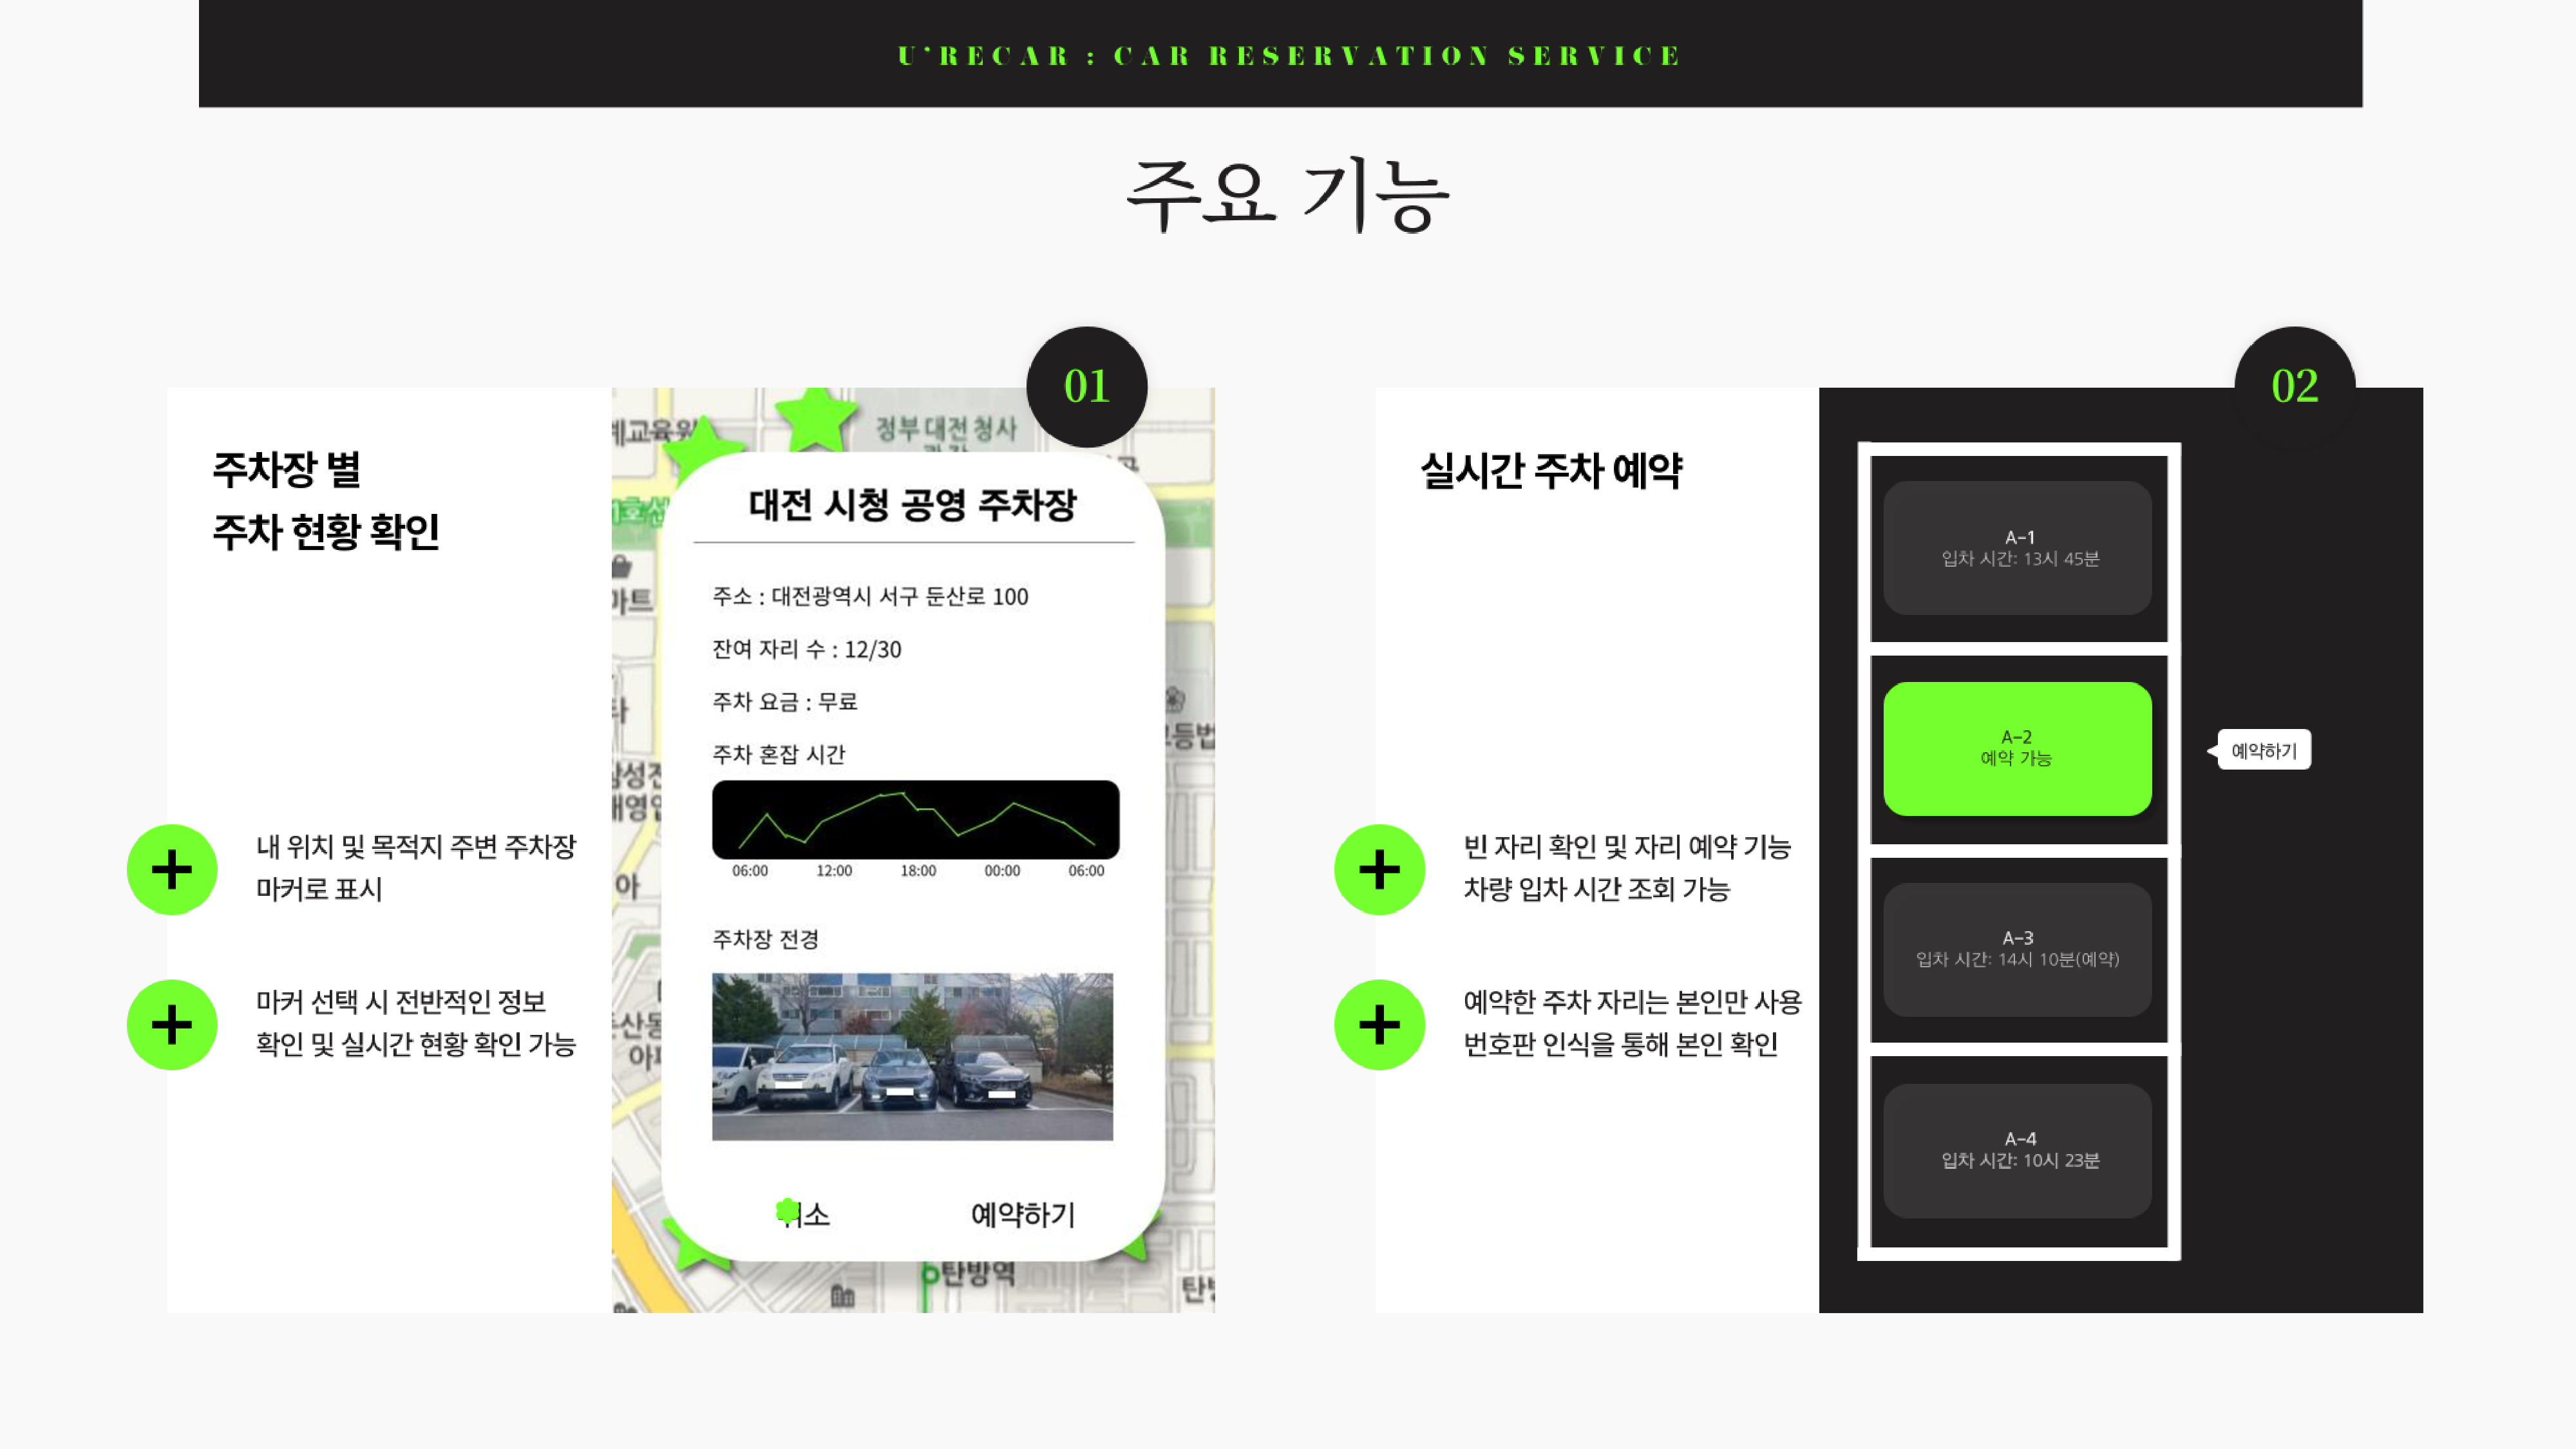 U'RECAR : CAR RESERVATION SERVICE
주요 기능
01
주차장 별
주차 현황 확인
내 위치 및 목적지 주변 주차장
마커로 표시
마커 선택 시 전반적인 정보
확인 및 실시간 현황 확인 가능
정부 대전 청사
대전 시청 공영 주차장
주소 : 대전광역시 서구 둔산로 100
잔여 자리 수 : 12/30
주차 요금 : 무료
주차 혼잡 시간
06:00 12:00 18:00 00:00 06:00
주차장 전경
예약하기
탄방역
02
실시간 주차 예약
빈 자리 확인 및 자리 예약 기능
차량 입차 시간 조회 가능
예약한 주차 자리는 본인만 사용
번호판 인식을 통해 본인 확인
A-1
입차 시간: 13시 45분
A-2
예약 가능
예약하기
A-3
입차 시간: 14시 10분(예약)
A-4
입차 시간: 10시 23분